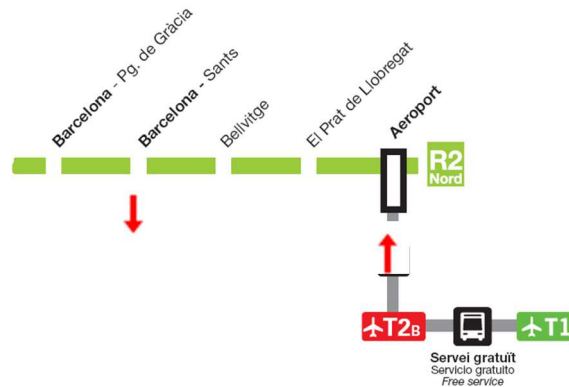 Barcelona - Pg. de Gràcia
Barcelona - Sants
Bellvitge
El Prat de Llobregat
Aeroport
R2
Nord
T2B
T1
Servei gratuït
Servicio gratuito
Free service